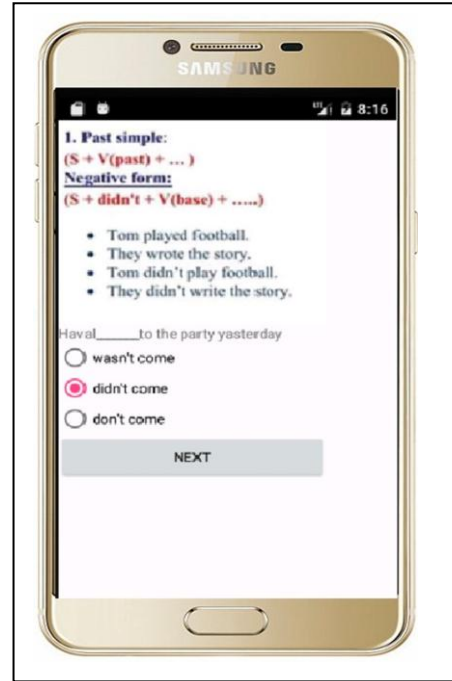 SAMSUNG
8:16
1. Past simple:
(S + V(past) + ... )
Negative form:
(S + didn't + V(base) + .....)
• Tom played football.
• They wrote the story.
• Tom didn't play football.
• They didn't write the story.
Haval______to the party yasterday
wasn't come
didn't come
don't come
NEXT